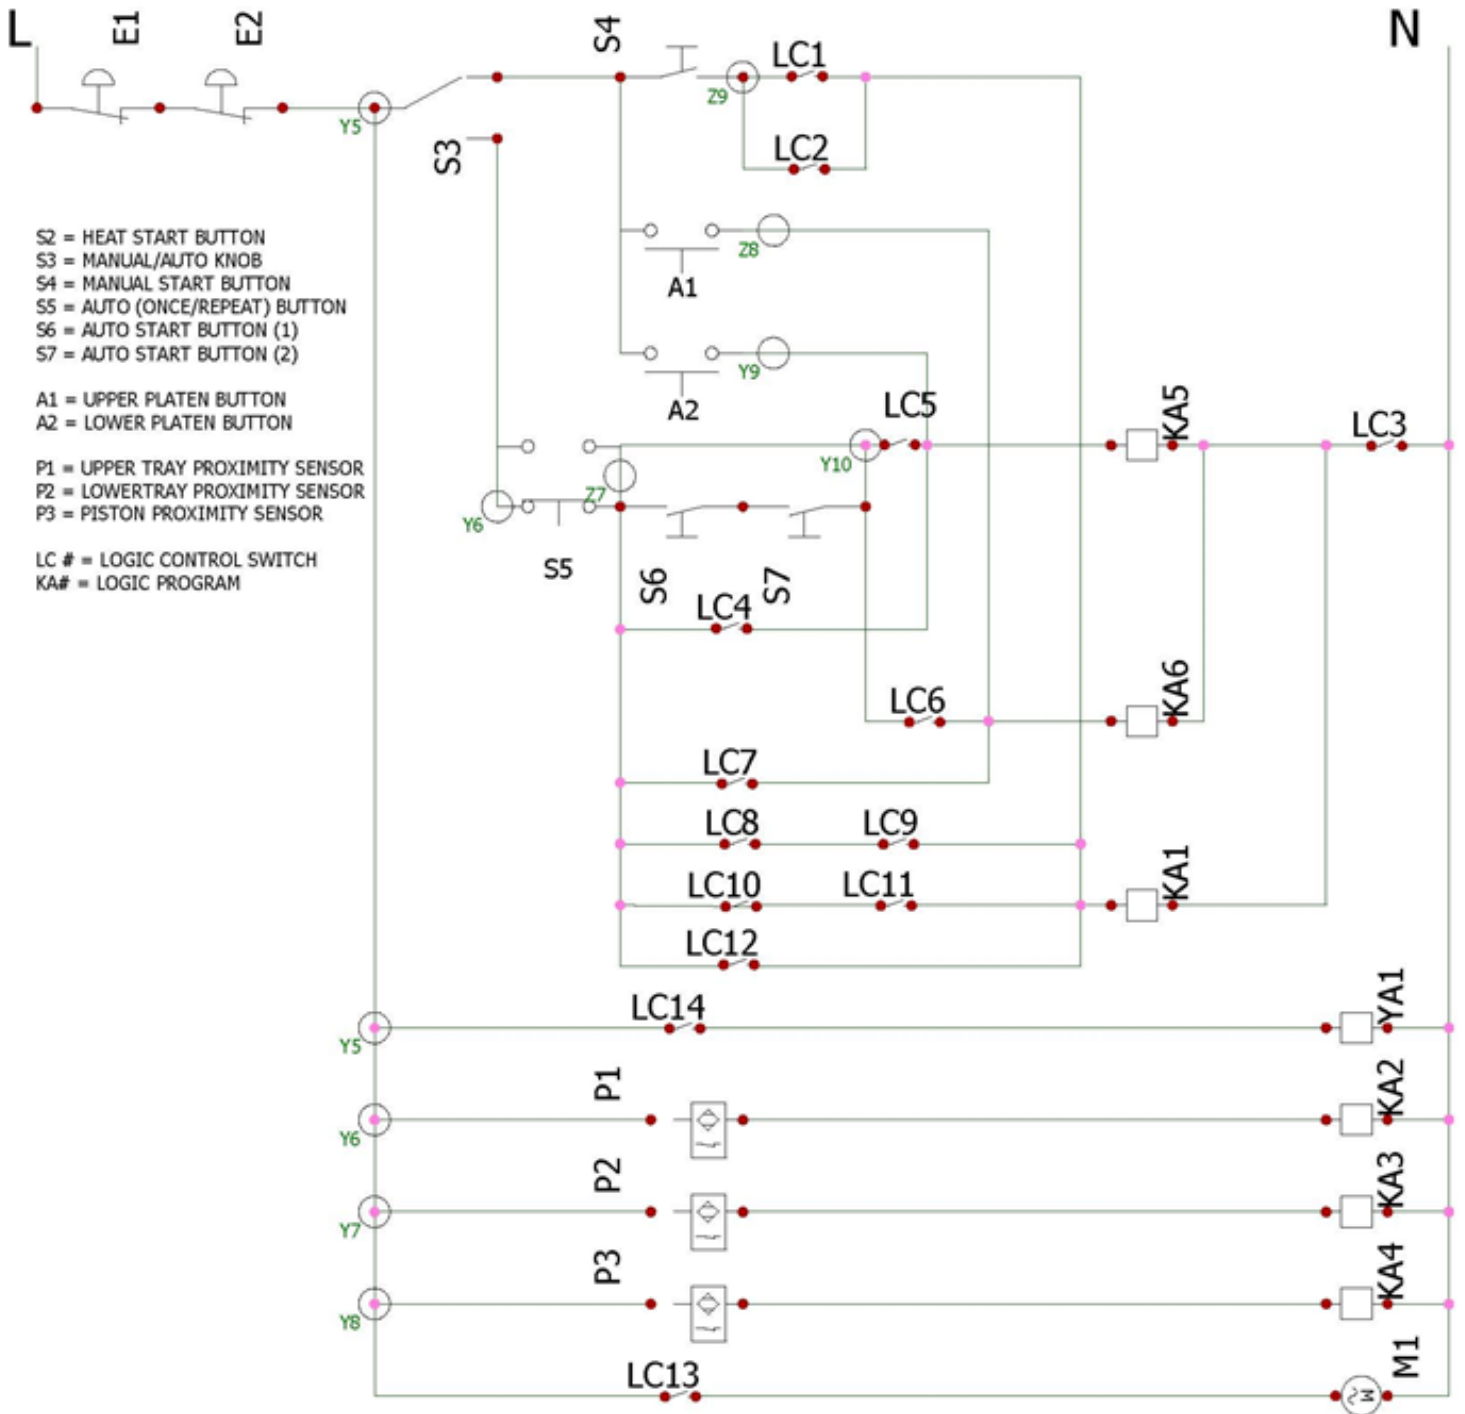 L
E1
E2
S4
LC1
N
Z9
Y5
LC2
S3
S2 = HEAT START BUTTON
S3 = MANUAL/AUTO KNOB
S4 = MANUAL START BUTTON
S5 = AUTO (ONCE/REPEAT) BUTTON
S6 = AUTO START BUTTON (1)
S7 = AUTO START BUTTON (2)
A1 = UPPER PLATEN BUTTON
A2 = LOWER PLATEN BUTTON
P1 = UPPER TRAY PROXIMITY SENSOR
P2 = LOWERTRAY PROXIMITY SENSOR
P3 = PISTON PROXIMITY SENSOR
LC # = LOGIC CONTROL SWITCH
KA# = LOGIC PROGRAM
Z8
A1
Y9
A2
LC5
KA5
LC3
Y10
Z7
Y6
S5
S6
S7
LC4
LC6
KA6
LC7
LC8
LC9
LC10
LC11
KA1
LC12
LC14
YA1
Y5
P1
KA2
Y6
P2
KA3
Y7
P3
KA4
Y8
LC13
M1
M